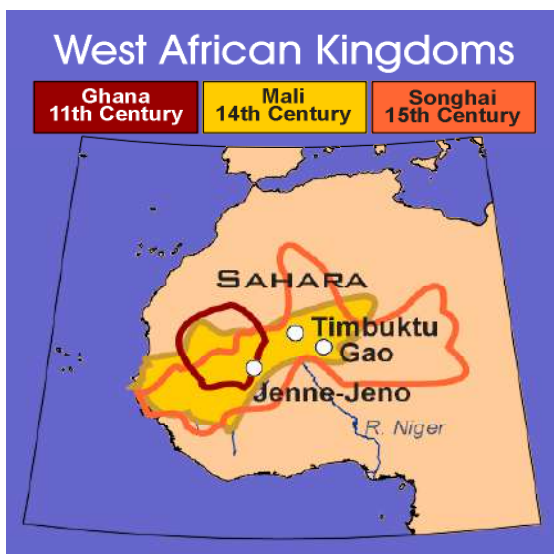 West African Kingdoms
Ghana
11th Century
Mali
14th Century
Songhai
15th Century
SAHARA
Timbuktu
Gao
Jenne-Jeno
R. Niger